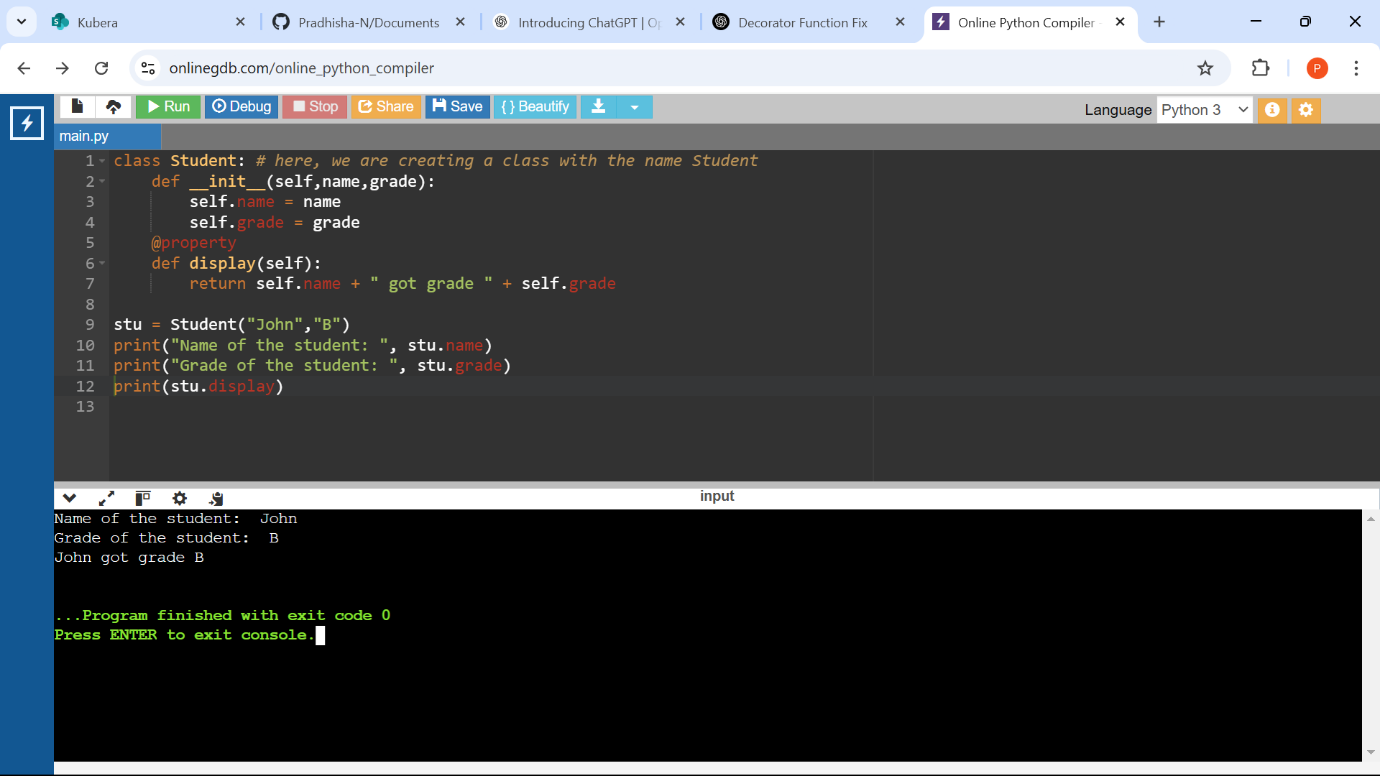 Kubera
Pradhisha-N/Documents
Introducing ChatGPT | O
Decorator Function Fix
Online Python Compiler
onlinegdb.com/online_python_compiler
P
Run
Debug
Stop
Share
Save
{ } Beautify
Language Python 3
main.py
1 class Student: # here, we are creating a class with the name Student
2     def __init__(self,name,grade):
3         self.name = name
4         self.grade = grade
5     @property
6     def display(self):
7         return self.name + " got grade " + self.grade
8
9 stu = Student("John","B")
10 print("Name of the student: ", stu.name)
11 print("Grade of the student: ", stu.grade)
12 print(stu.display)
13
input
Name of the student:  John
Grade of the student:  B
John got grade B
...Program finished with exit code 0
Press ENTER to exit console.